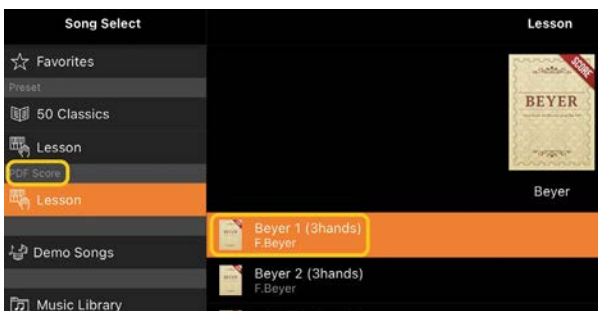 Song Select
Favorites
Preset
50 Classics
Lesson
PDF Score
Lesson
Demo Songs
Music Library
Lesson
SCORE
BEYER
Beyer
Beyer 1 (3hands)
F.Beyer
Beyer 2 (3hands)
F.Beyer